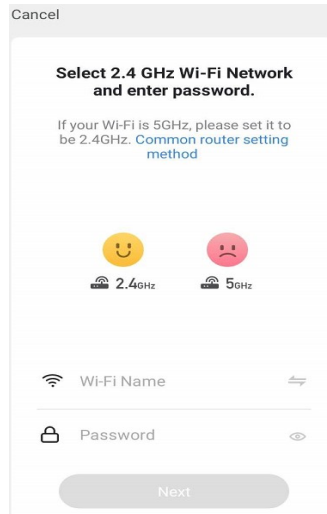 Cancel
Select 2.4 GHz Wi-Fi Network
and enter password.
If your Wi-Fi is 5GHz, please set it to
be 2.4GHz. Common router setting
method
2.4GHz 5GHz
Wi-Fi Name
Password
Next